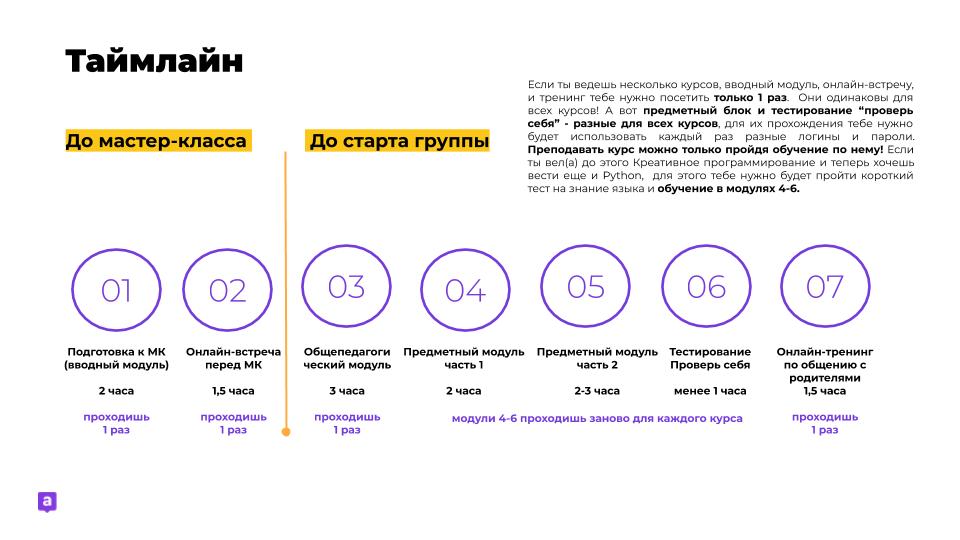 Таймлайн
Если ты ведешь несколько курсов, вводный модуль, онлайн-встречу,
и тренинг тебе нужно посетить только 1 раз. Они одинаковы для
всех курсов! А вот предметный блок и тестирование “проверь
себя” - разные для всех курсов, для их прохождения тебе нужно
будет использовать каждый раз разные логины и пароли.
Преподавать курс можно только пройдя обучение по нему! Если
ты вел(а) до этого Креативное программирование и теперь хочешь
вести еще и Python, для этого тебе нужно будет пройти короткий
тест на знание языка и обучение в модулях 4-6.
До мастер-класса
До старта группы
01
Подготовка к МК
(вводный модуль)
2 часа
проходишь
1 раз
02
Онлайн-встреча
перед МК
1,5 часа
проходишь
1 раз
03
Общепедагоги
ческий модуль
3 часа
проходишь
1 раз
04
Предметный модуль
часть 1
2 часа
05
Предметный модуль
часть 2
2-3 часа
06
Тестирование
Проверь себя
менее 1 часа
модули 4-6 проходишь заново для каждого курса
07
Онлайн-тренинг
по общению с
родителями
1,5 часа
проходишь
1 раз
a